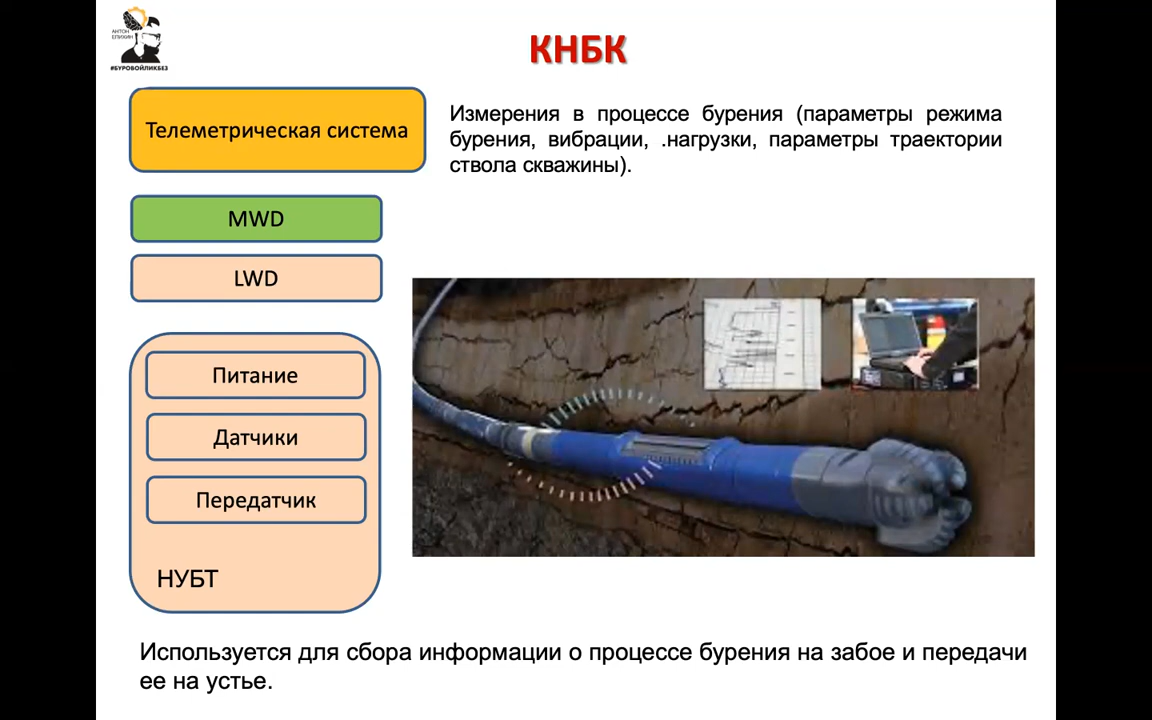 АНТОН
ЕПИХИН
#БУРОВОЙЛИКБЕЗ
КНБК
Телеметрическая система
Измерения в процессе бурения (параметры режима
бурения, вибрации, .нагрузки, параметры траектории
ствола скважины).
MWD
LWD
Питание
Датчики
Передатчик
НУБТ
Используется для сбора информации о процессе бурения на забое и передачи
ее на устье.